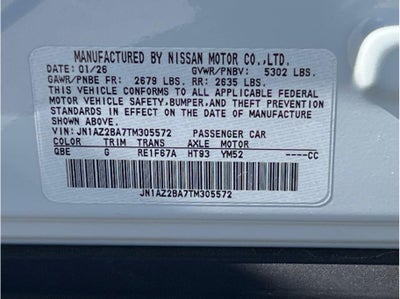 MANUFACTURED BY NISSAN MOTOR CO.,LTD.
DATE: 01/26 GVWR/PNBV: 5302 LBS.
GAWR/PNBE FR: 2679 LBS. RR: 2635 LBS.
THIS VEHICLE CONFORMS TO ALL APPLICABLE FEDERAL
MOTOR VEHICLE SAFETY,BUMPER,AND THEFT PREVENTION
STANDARDS IN EFFECT ON THE DATE OF MANUFACTURE
SHOWN ABOVE.
VIN: JN1AZ2BA7TM305572 PASSENGER CAR
COLOR TRIM TRANS AXLE MOTOR
QBE G RE1F67A HT93 YM52 ----CC
JN1AZ2BA7TM305572